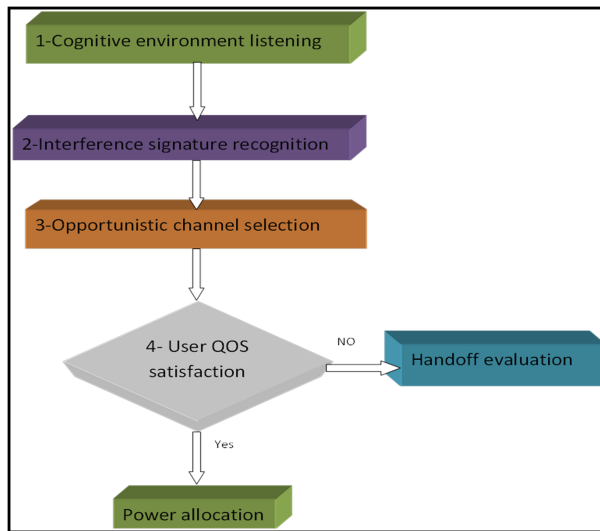 1-Cognitive environment listening
2-Interference signature recognition
3-Opportunistic channel selection
4- User QOS
satisfaction
NO
Handoff evaluation
Yes
Power allocation